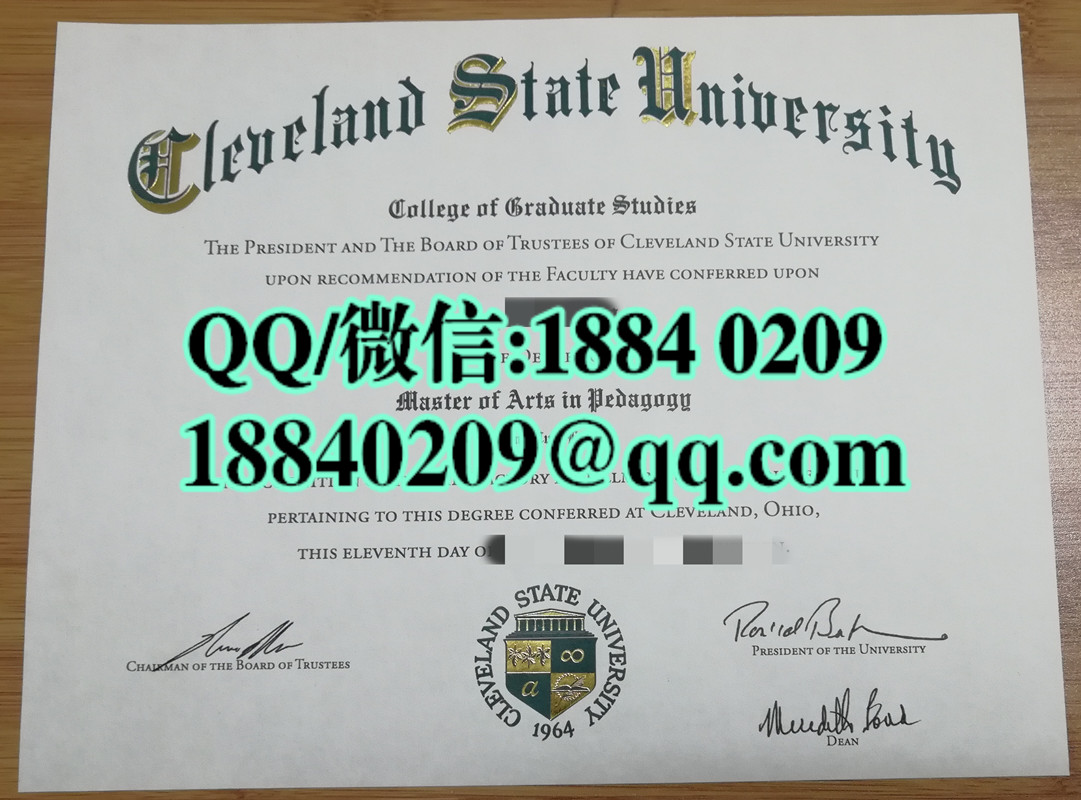 Cleveland State University
College of Graduate Studies
THE PRESIDENT AND THE BOARD OF TRUSTEES OF CLEVELAND STATE UNIVERSITY
UPON RECOMMENDATION OF THE FACULTY HAVE CONFERRED UPON
QQ/微信:1884 0209
Master of Arts in Pedagogy
18840209@qq.com
PERTAINING TO THIS DEGREE CONFERRED AT CLEVELAND, OHIO,
THIS ELEVENTH DAY
CLEVELAND STATE UNIVERSITY
a
1964
CHAIRMAN OF THE BOARD OF TRUSTEES
PRESIDENT OF THE UNIVERSITY
DEAN